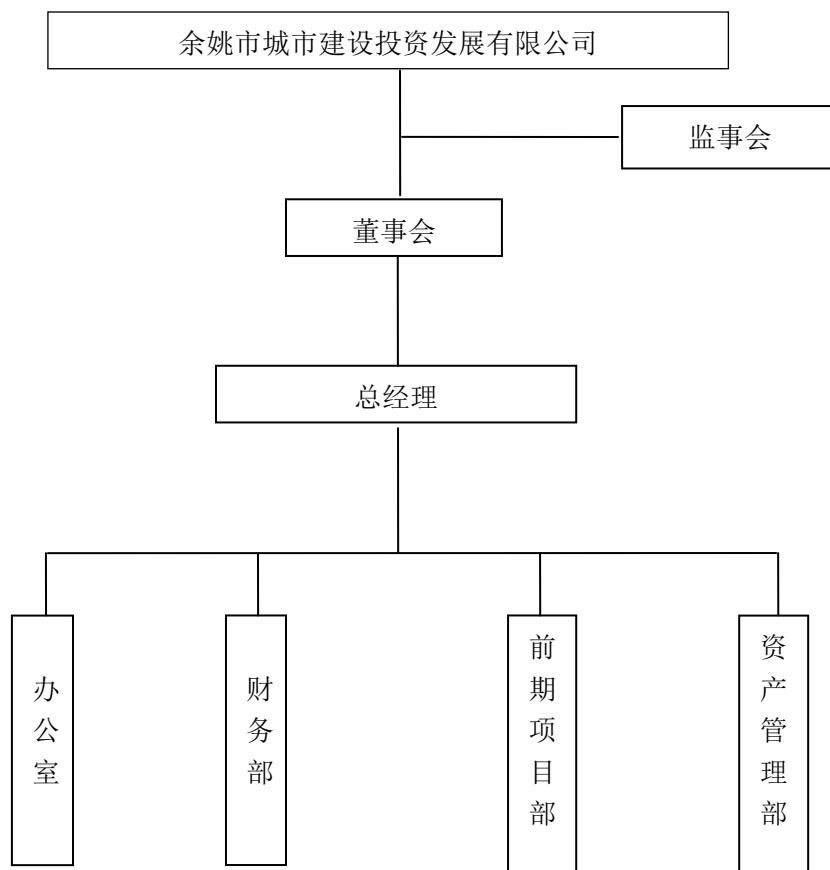 余姚市城市建设投资发展有限公司
监事会
董事会
总经理
办公室
财务部
前期项目部
资产管理部